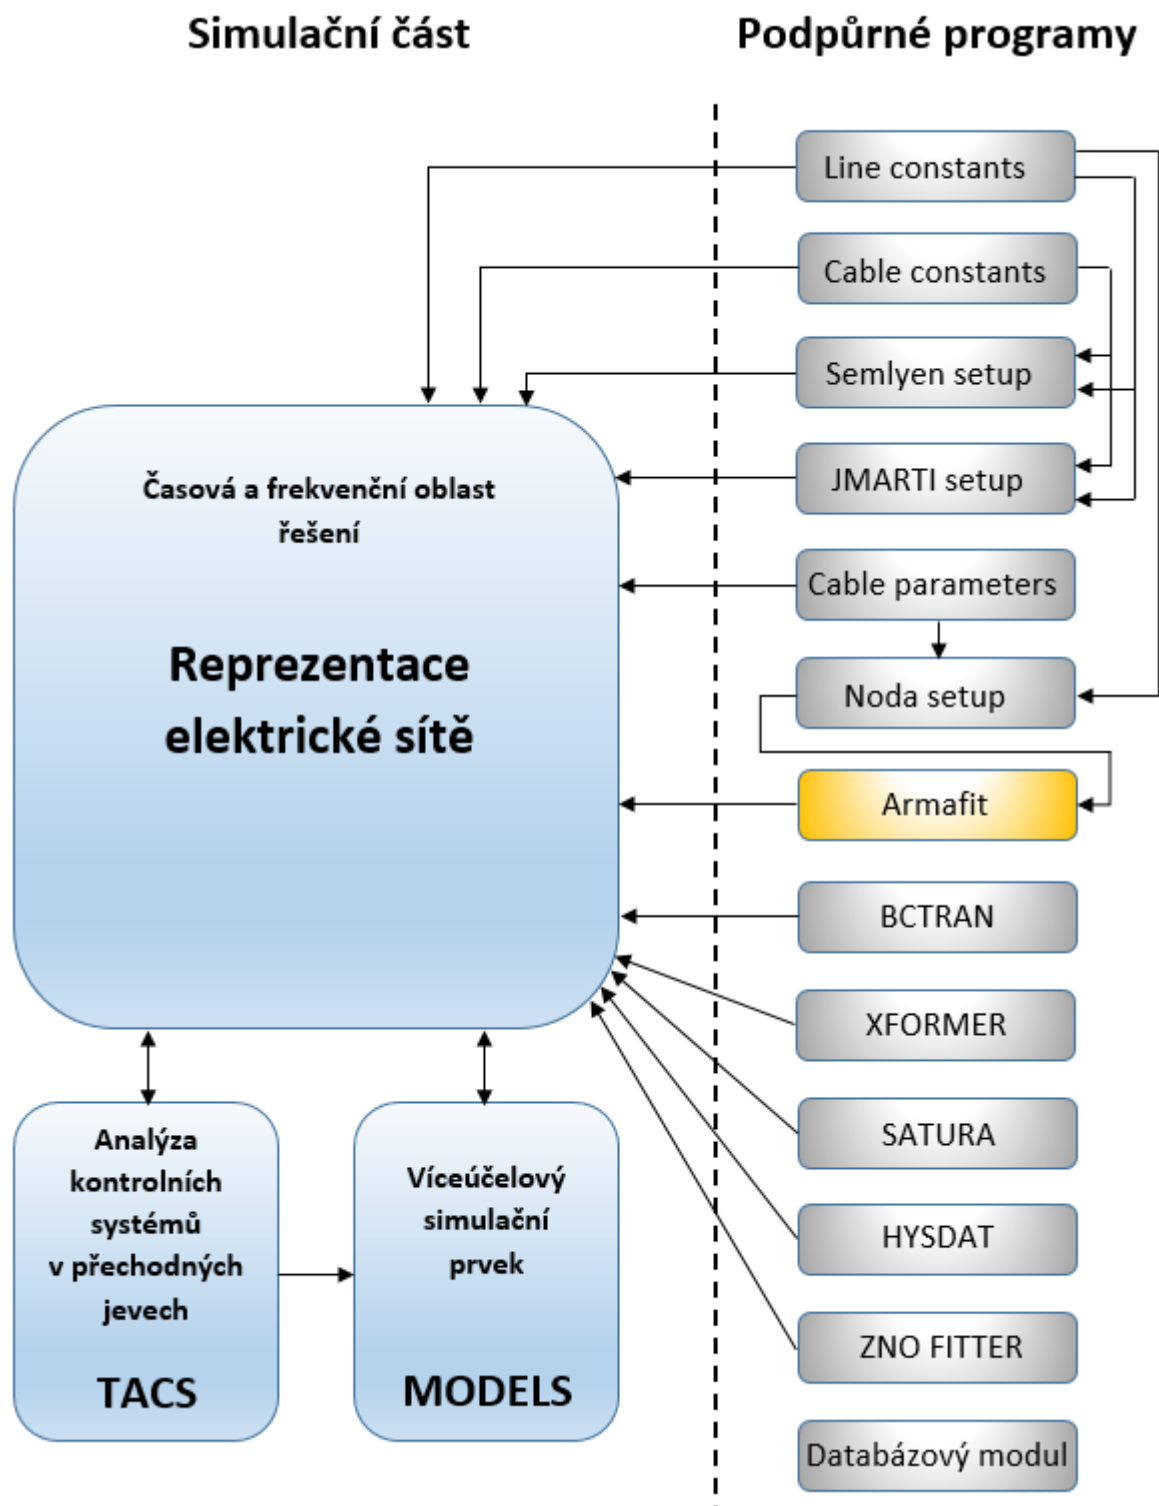 Simulační část
Podpůrné programy
Časová a frekvenční oblast
řešení
Reprezentace
elektrické sítě
Analýza
kontrolních
systémů
v přechodných
jevech
TACS
Víceúčelový
simulační
prvek
MODELS
Line constants
Cable constants
Semlyen setup
JMARTI setup
Cable parameters
Noda setup
Armafit
BCTRAN
XFORMER
SATURA
HYSDAT
ZNO FITTER
Databázový modul